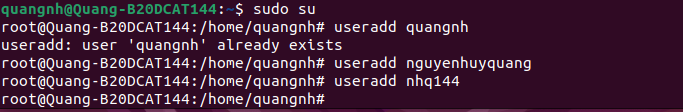 quangnh@Quang-B20DCAT144:~$ sudo su
root@Quang-B20DCAT144:/home/quangnh# useradd quangnh
useradd: user 'quangnh' already exists
root@Quang-B20DCAT144:/home/quangnh# useradd nguyenhuyquang
root@Quang-B20DCAT144:/home/quangnh# useradd nhq144
root@Quang-B20DCAT144:/home/quangnh#